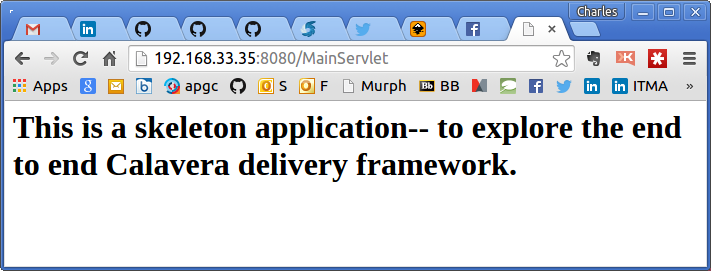 Charles
192.168.33.35:8080/MainServlet
Apps apgc S F Murph Bb BB ITMA »
This is a skeleton application-- to explore the end
to end Calavera delivery framework.